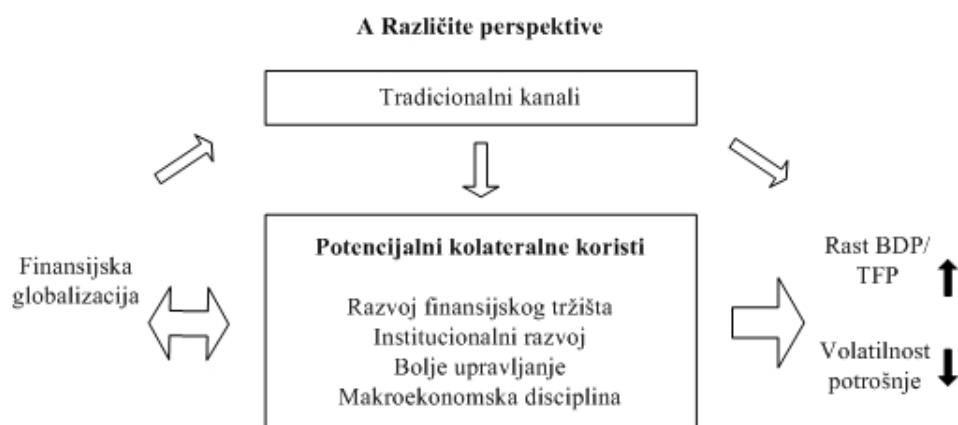 A Različite perspektive
Tradicionalni kanali
Finansijska
globalizacija
Potencijalni kolateralne koristi
Razvoj finansijskog tržišta
Institucionalni razvoj
Bolje upravljanje
Makroekonomska disciplina
Rast BDP/
TFP
Volatilnost
potrošnje